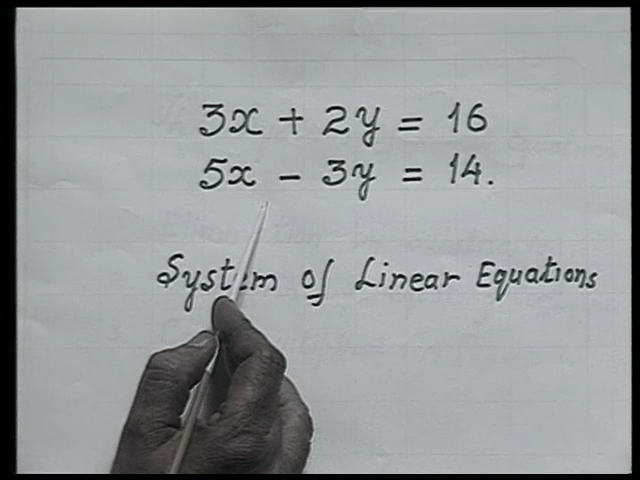 3x + 2y = 16
5x - 3y = 14.
System of Linear Equations